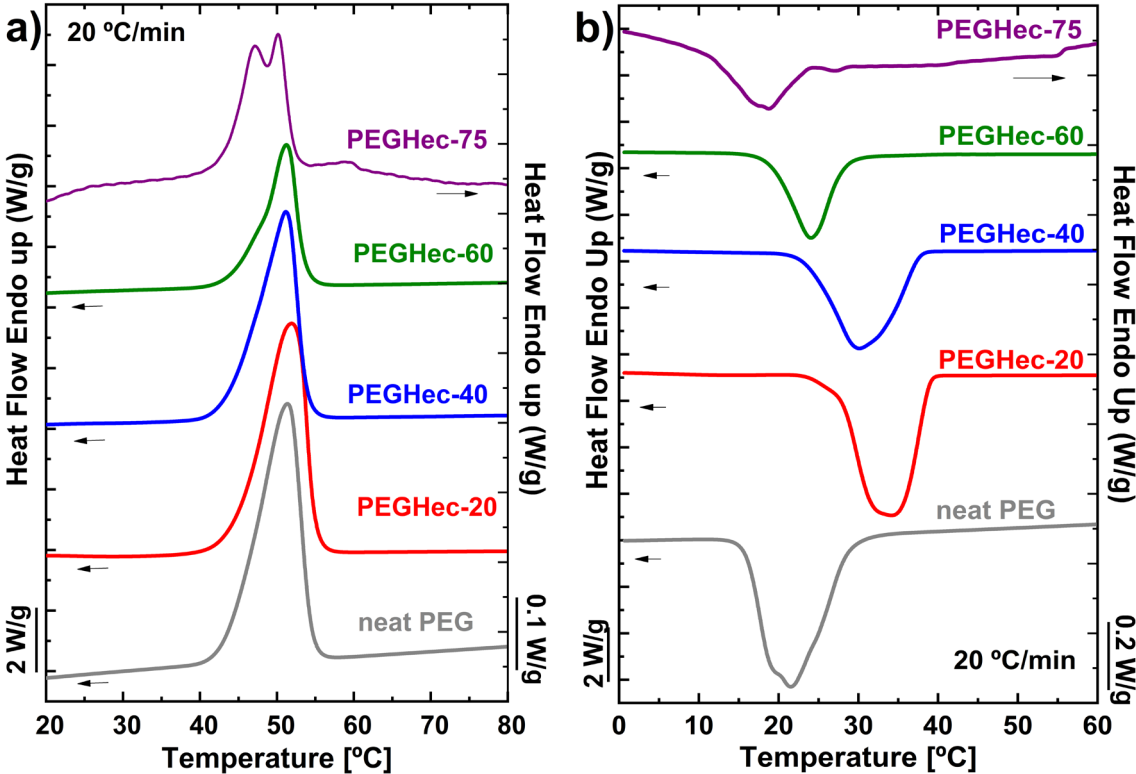 a)
20 ºC/min
PEGHec-75
PEGHec-60
PEGHec-40
PEGHec-20
neat PEG
Heat Flow Endo up (W/g)
2 W/g
Heat Flow Endo up (W/g)
0.1 W/g
20 30 40 50 60 70 80
Temperature [ºC]
b)
PEGHec-75
PEGHec-60
PEGHec-40
PEGHec-20
neat PEG
20 ºC/min
Heat Flow Endo Up (W/g)
2 W/g
Heat Flow Endo Up (W/g)
0.2 W/g
0 10 20 30 40 50 60
Temperature [ºC]